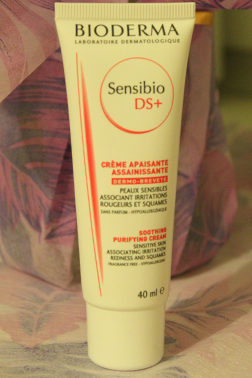 BIODERMA
LABORATOIRE DERMATOLOGIQUE
Sensibio
DS+
CRÈME APAISANTE
ASSAINISSANTE
DERMO-BREVETÉ
PEAUX SENSIBLES
ASSOCIANT IRRITATIONS
ROUGEURS ET SQUAMES
SANS PARFUM - HYPOALLERGÉNIQUE
SOOTHING
PURIFYING CREAM
SENSITIVE SKIN
ASSOCIATING IRRITATION
REDNESS AND SQUAMES
FRAGRANCE FREE - HYPOALLERGENIC
40 ml ℮